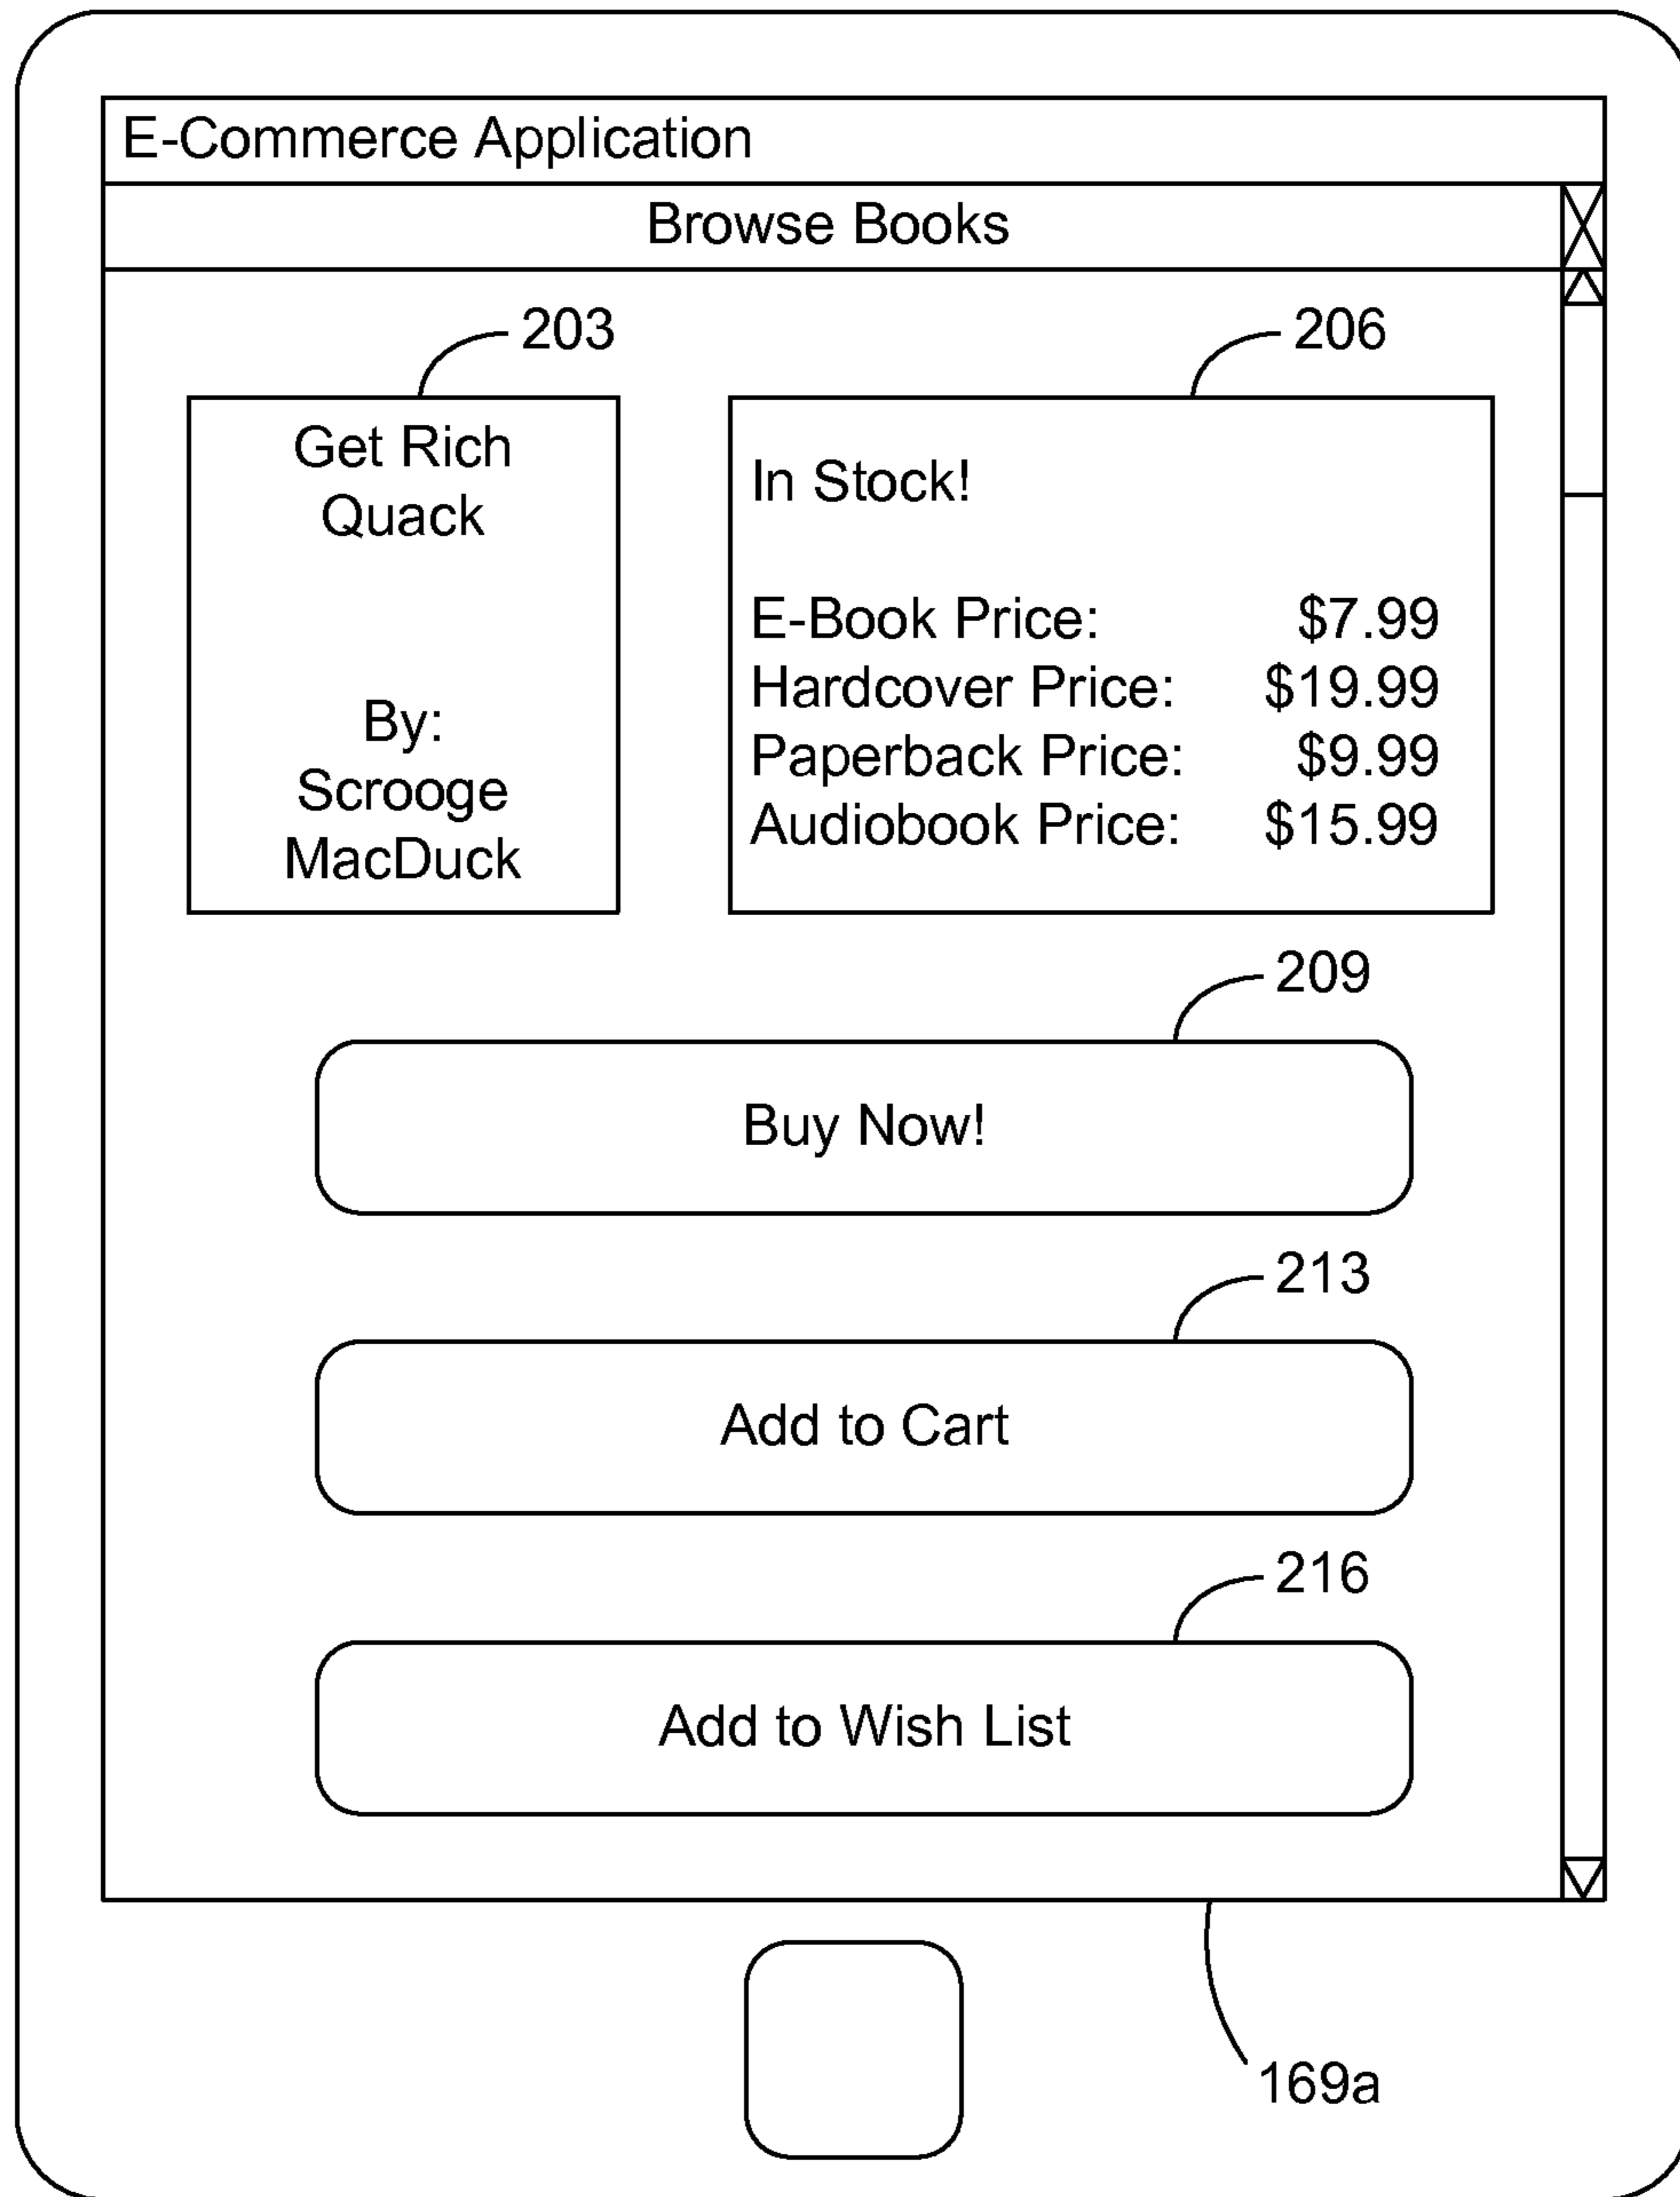 E-Commerce Application
Browse Books
203
206
Get Rich
Quack
By:
Scrooge
MacDuck
In Stock!
E-Book Price: $7.99
Hardcover Price: $19.99
Paperback Price: $9.99
Audiobook Price: $15.99
209
Buy Now!
213
Add to Cart
216
Add to Wish List
169a